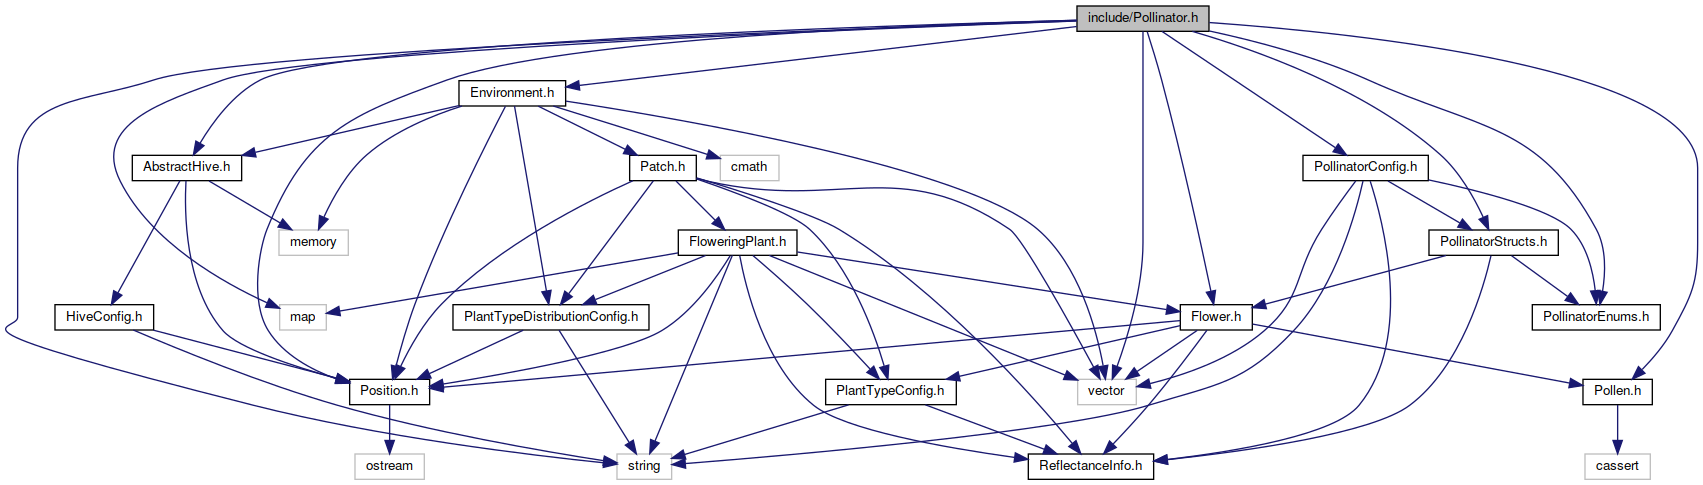 include/Pollinator.h
Environment.h
AbstractHive.h
Patch.h
cmath
PollinatorConfig.h
memory
FloweringPlant.h
PollinatorStructs.h
HiveConfig.h
map
PlantTypeDistributionConfig.h
Flower.h
PollinatorEnums.h
Position.h
PlantTypeConfig.h
vector
Pollen.h
ostream
string
ReflectanceInfo.h
cassert